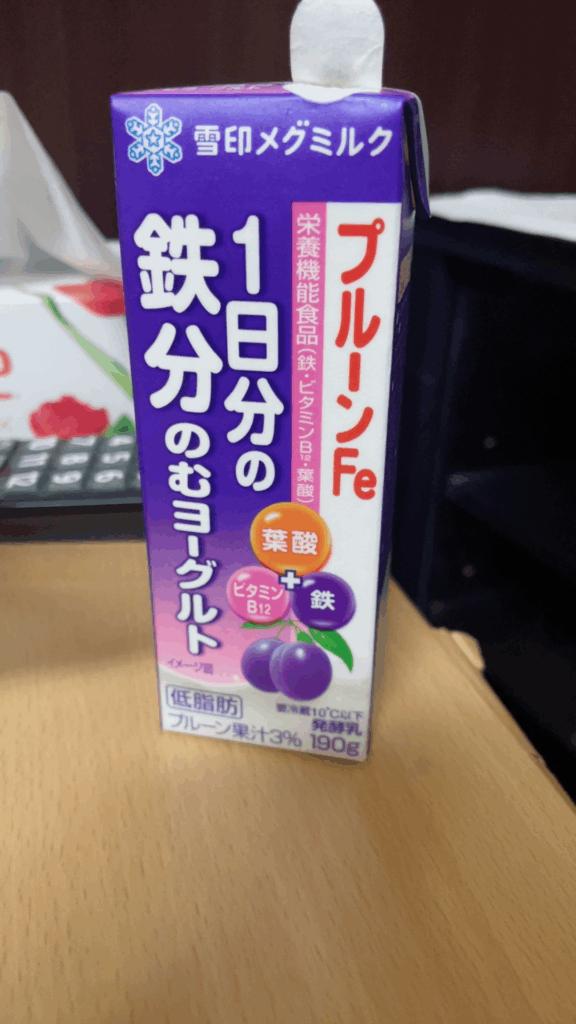 雪印メグミルク
プルーンFe
栄養機能食品(鉄・ビタミンB12・葉酸)
1日分の
鉄分のむヨーグルト
葉酸
+
ビタミン
B12
鉄
イメージ図
低脂肪
要冷蔵10℃以下
発酵乳
プルーン果汁3% 190g